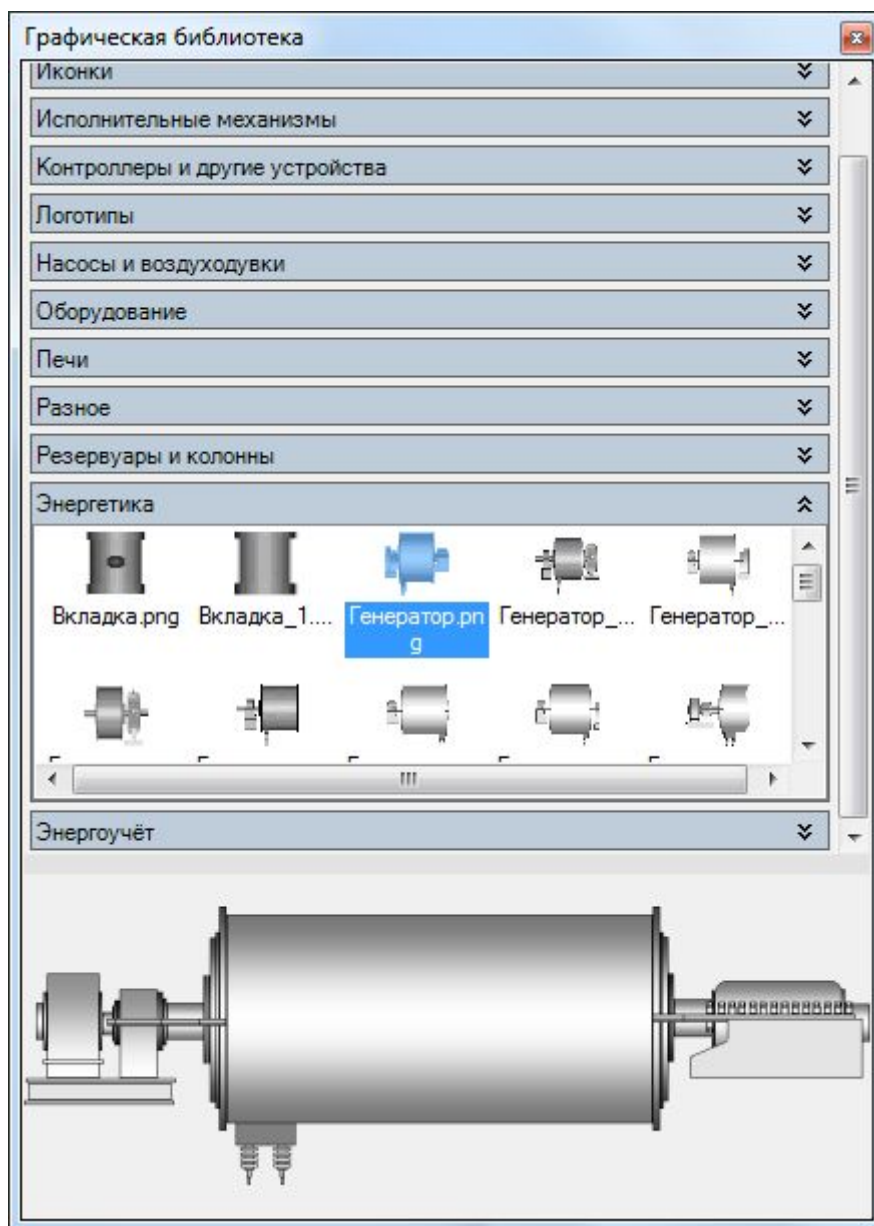 Графическая библиотека
Иконки
Исполнительные механизмы
Контроллеры и другие устройства
Логотипы
Насосы и воздуходувки
Оборудование
Печи
Разное
Резервуары и колонны
Энергетика
Вкладка.png Вкладка_1.... Генератор.pn Генератор_... Генератор_...
g
Энергоучёт